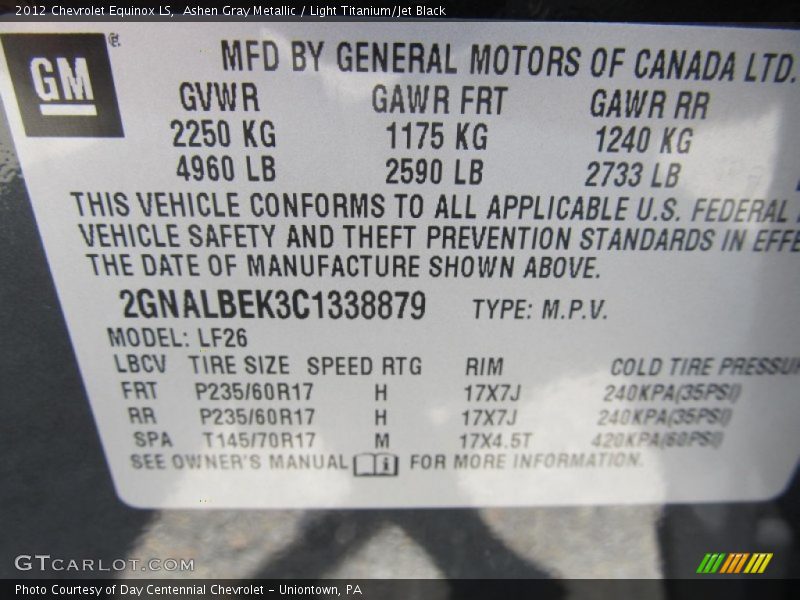 2012 Chevrolet Equinox LS,  Ashen Gray Metallic / Light Titanium/Jet Black
GM
MFD BY GENERAL MOTORS OF CANADA LTD.
GVWR GAWR FRT GAWR RR
2250 KG 1175 KG 1240 KG
4960 LB 2590 LB 2733 LB
THIS VEHICLE CONFORMS TO ALL APPLICABLE U.S. FEDERAL
VEHICLE SAFETY AND THEFT PREVENTION STANDARDS IN EFFE
THE DATE OF MANUFACTURE SHOWN ABOVE.
2GNALBEK3C1338879 TYPE: M.P.V.
MODEL: LF26
LBCV TIRE SIZE SPEED RTG RIM COLD TIRE PRESSUR
FRT P235/60R17 H 17X7J 240KPA(35PSI)
RR P235/60R17 H 17X7J 240KPA(35PSI)
SPA T145/70R17 M 17X4.5T 420KPA(60PSI)
SEE OWNER'S MANUAL FOR MORE INFORMATION.
GTcarlot.com
Photo Courtesy of Day Centennial Chevrolet - Uniontown, PA